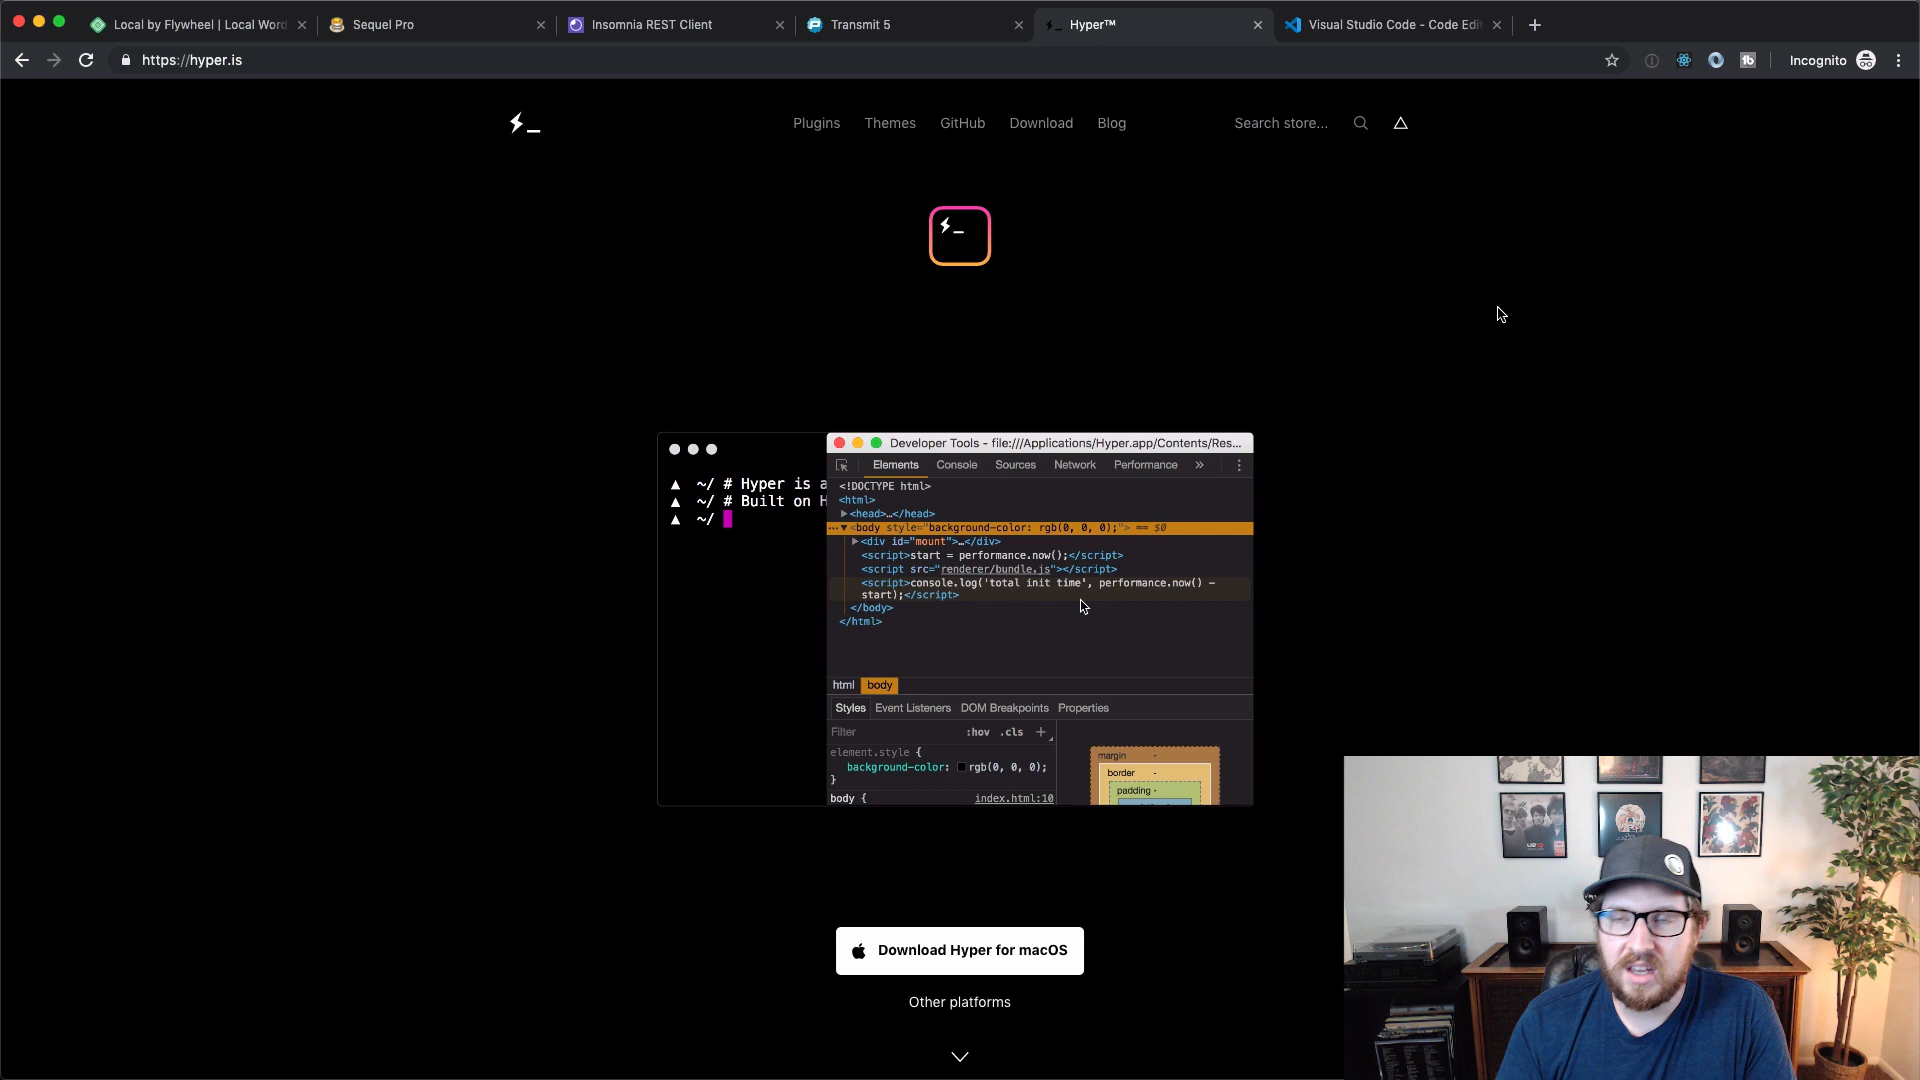 Local by Flywheel | Local Word
Sequel Pro
Insomnia REST Client
Transmit 5
Hyper™
Visual Studio Code - Code Edit
https://hyper.is
Incognito
Plugins
Themes
GitHub
Download
Blog
Search store...
▲ ~/ # Hyper is a
▲ ~/ # Built on H
▲ ~/
Developer Tools - file:///Applications/Hyper.app/Contents/Res...
Elements Console Sources Network Performance »
<!DOCTYPE html>
<html>
▶<head>…</head>
…▼<body style="background-color: rgb(0, 0, 0);"> == $0
▶<div id="mount">…</div>
<script>start = performance.now();</script>
<script src="renderer/bundle.js"></script>
<script>console.log('total init time', performance.now() –
start);</script>
</body>
</html>
html body
Styles Event Listeners DOM Breakpoints Properties
Filter :hov .cls +
element.style {
background-color: rgb(0, 0, 0);
}
body { index.html:10
margin -
border -
padding -
Download Hyper for macOS
Other platforms